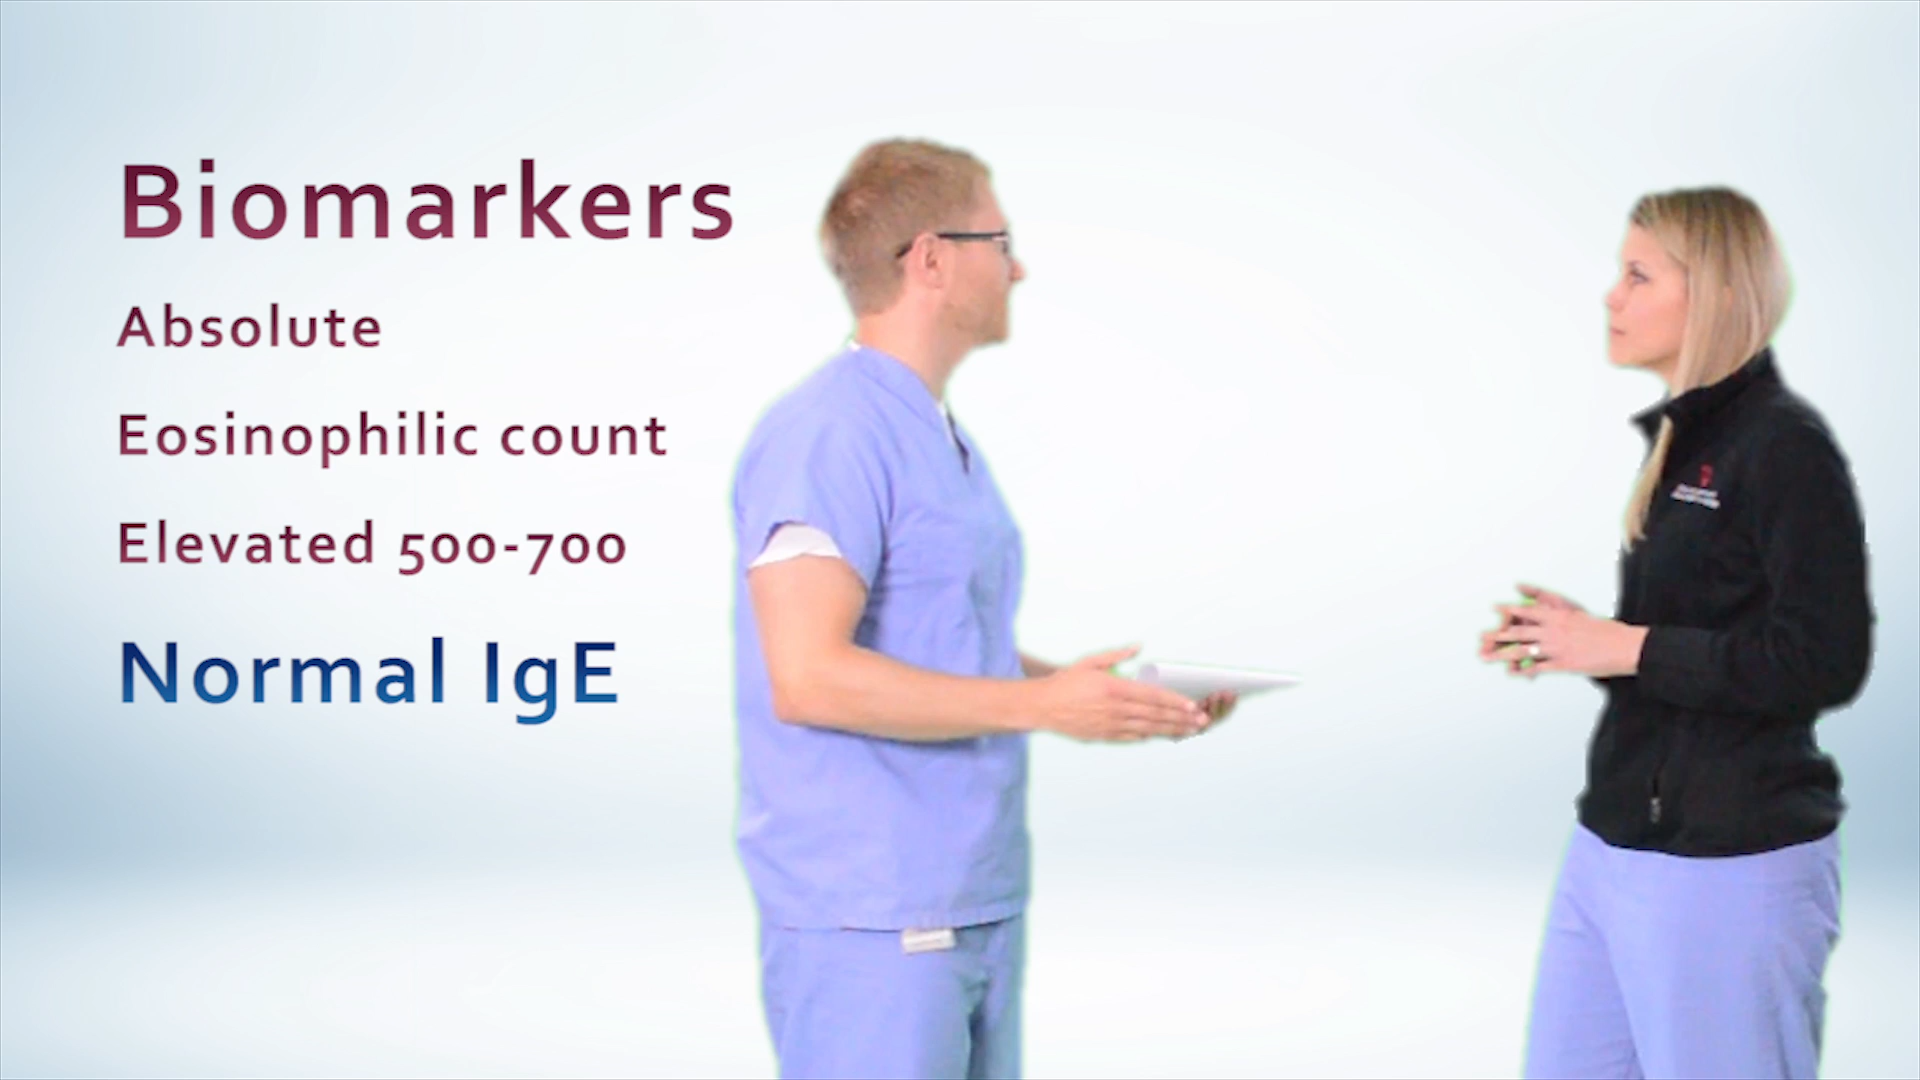 Biomarkers
Absolute
Eosinophilic count
Elevated 500-700
Normal IgE